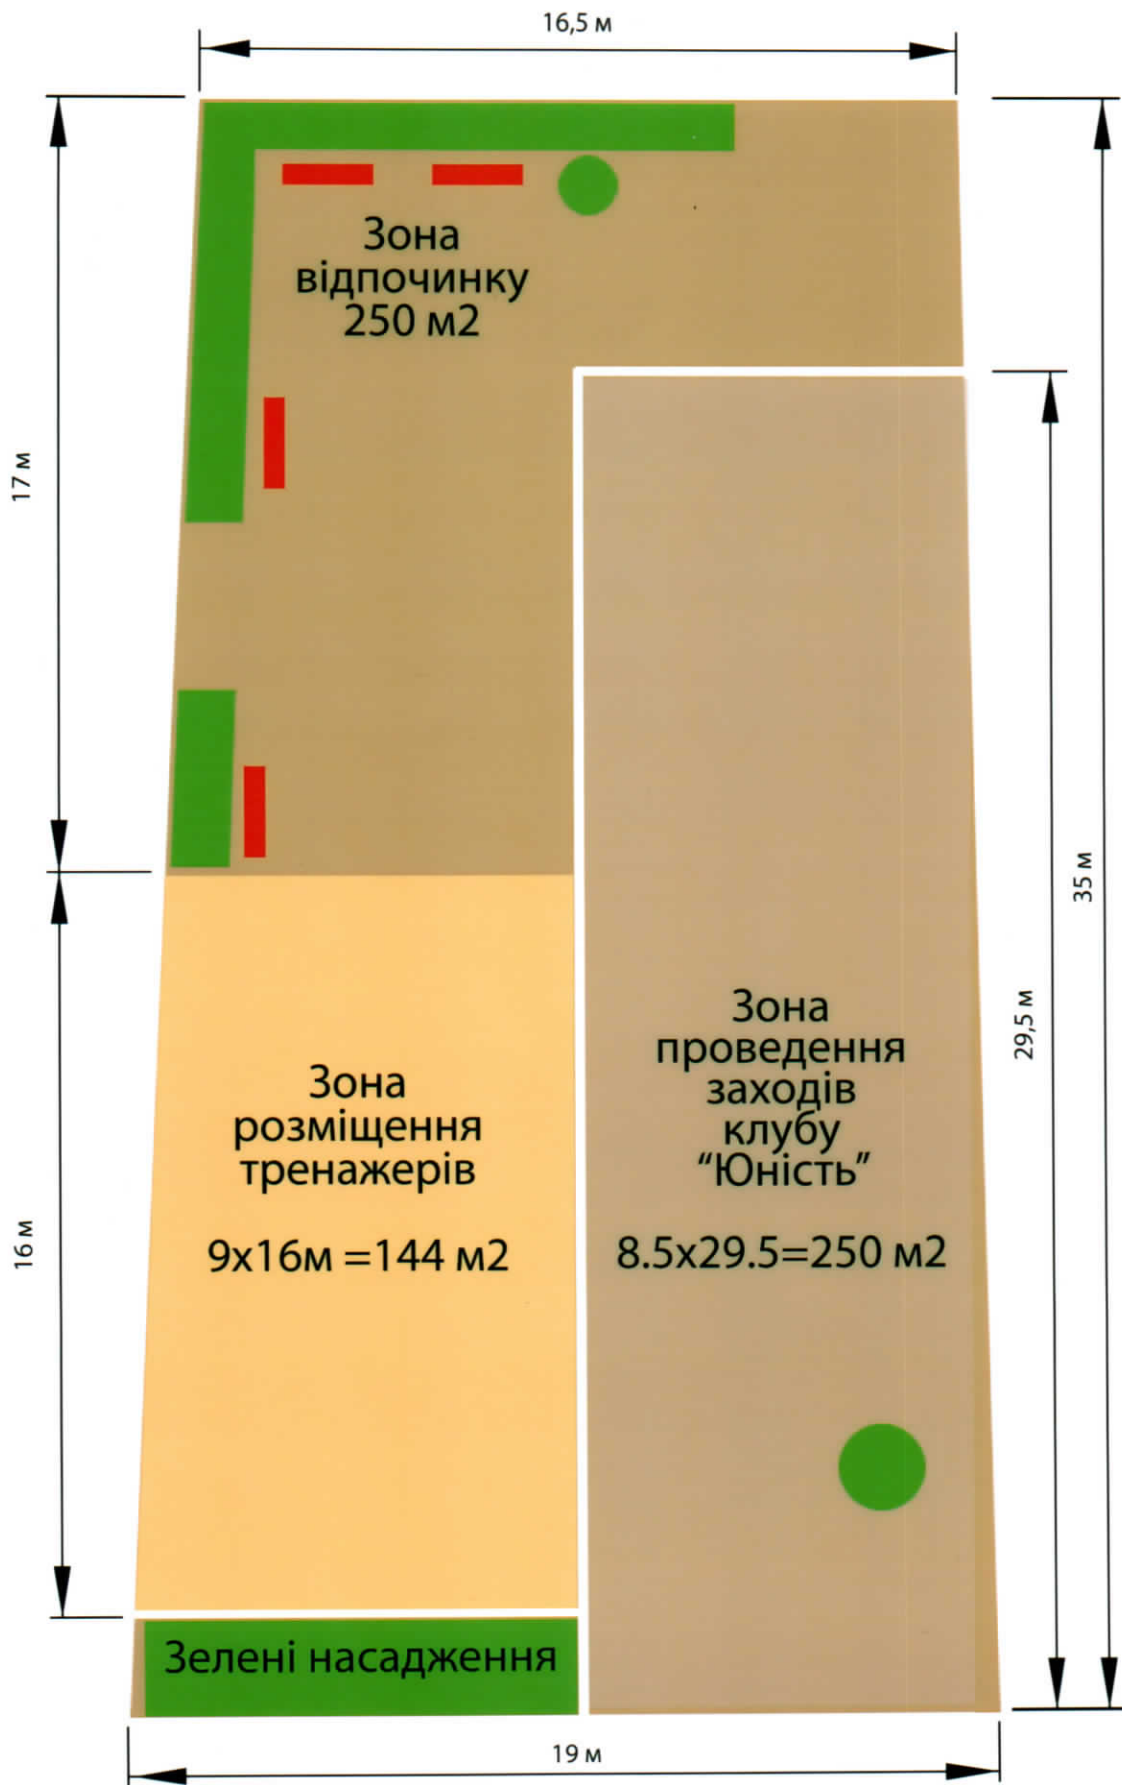 16,5 м
Зона
відпочинку
250 м2
17 м
35 м
29,5 м
Зона
розміщення
тренажерів
9х16м =144 м2
Зона
проведення
заходів
клубу
“Юність”
8.5х29.5=250 м2
16 м
Зелені насадження
19 м